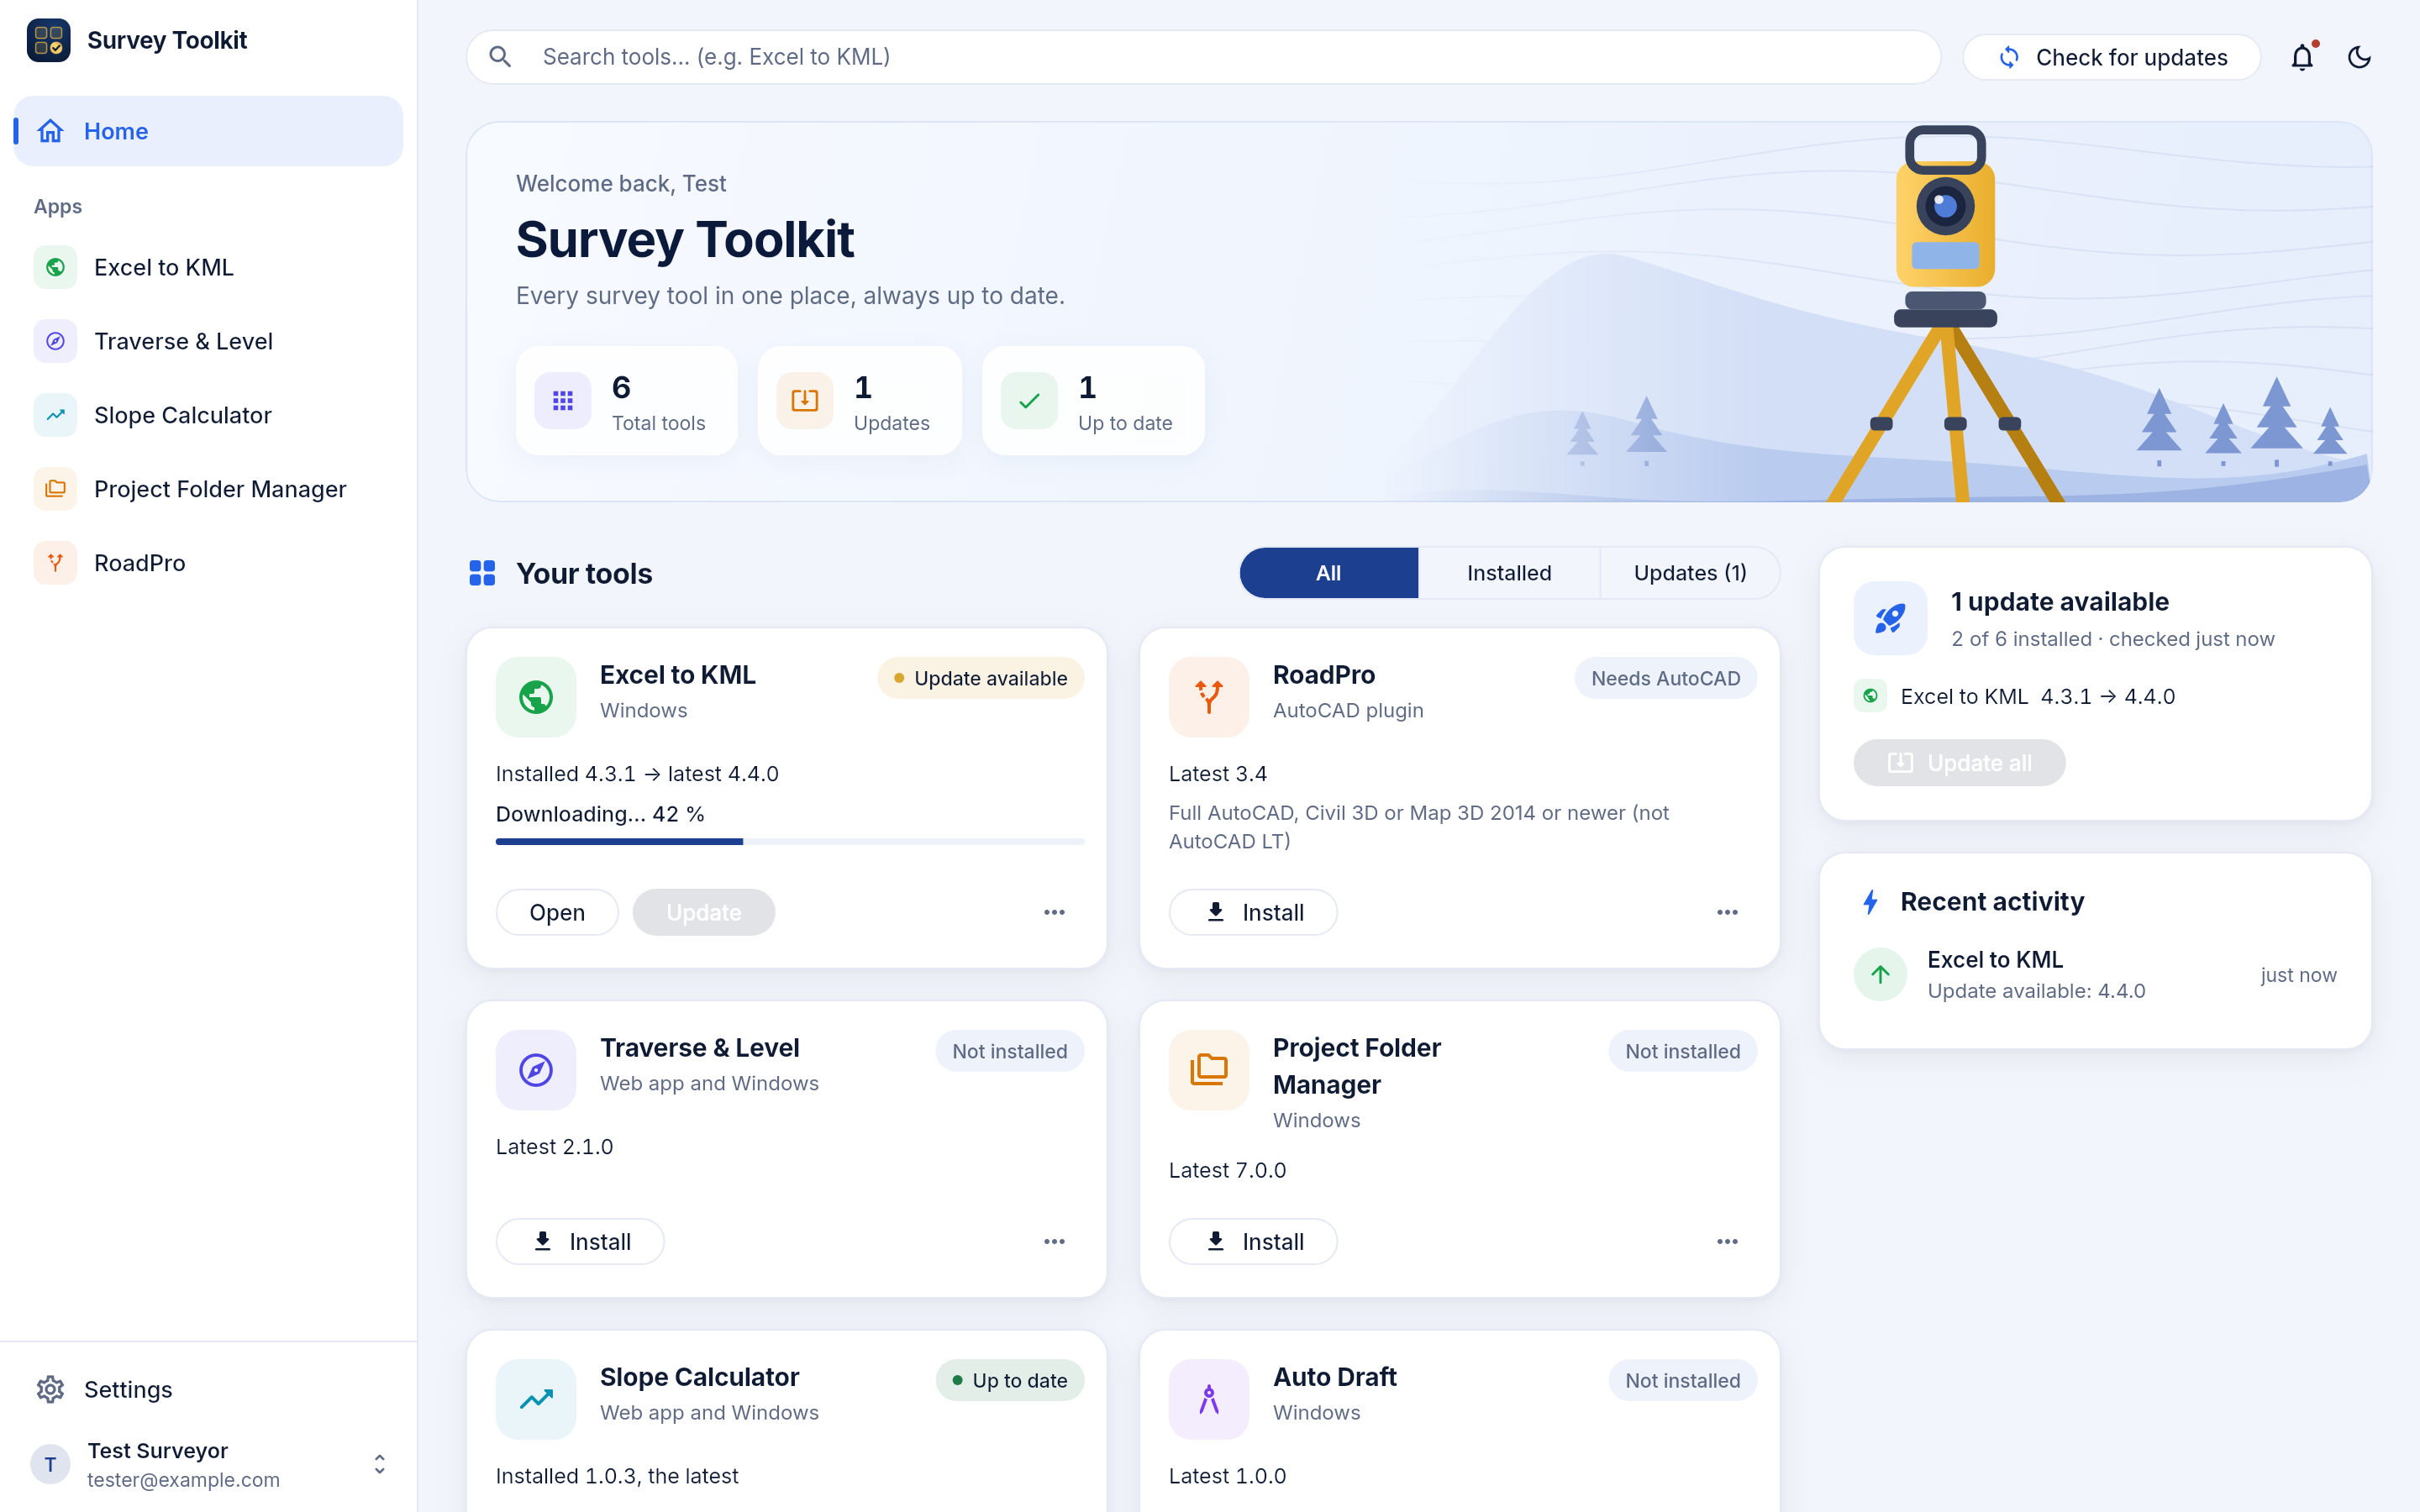 Survey Toolkit
Home
Apps
Excel to KML
Traverse & Level
Slope Calculator
Project Folder Manager
RoadPro
Settings
T
Test Surveyor
tester@example.com
Search tools... (e.g. Excel to KML)
Check for updates
Welcome back, Test
Survey Toolkit
Every survey tool in one place, always up to date.
6
Total tools
1
Updates
1
Up to date
Your tools
All
Installed
Updates (1)
Excel to KML
Windows
Update available
Installed 4.3.1 → latest 4.4.0
Downloading... 42 %
Open
Update
RoadPro
AutoCAD plugin
Needs AutoCAD
Latest 3.4
Full AutoCAD, Civil 3D or Map 3D 2014 or newer (not
AutoCAD LT)
Install
Traverse & Level
Web app and Windows
Not installed
Latest 2.1.0
Install
Project Folder
Manager
Windows
Not installed
Latest 7.0.0
Install
Slope Calculator
Web app and Windows
Up to date
Installed 1.0.3, the latest
Auto Draft
Windows
Not installed
Latest 1.0.0
1 update available
2 of 6 installed · checked just now
Excel to KML 4.3.1 → 4.4.0
Update all
Recent activity
Excel to KML
Update available: 4.4.0
just now